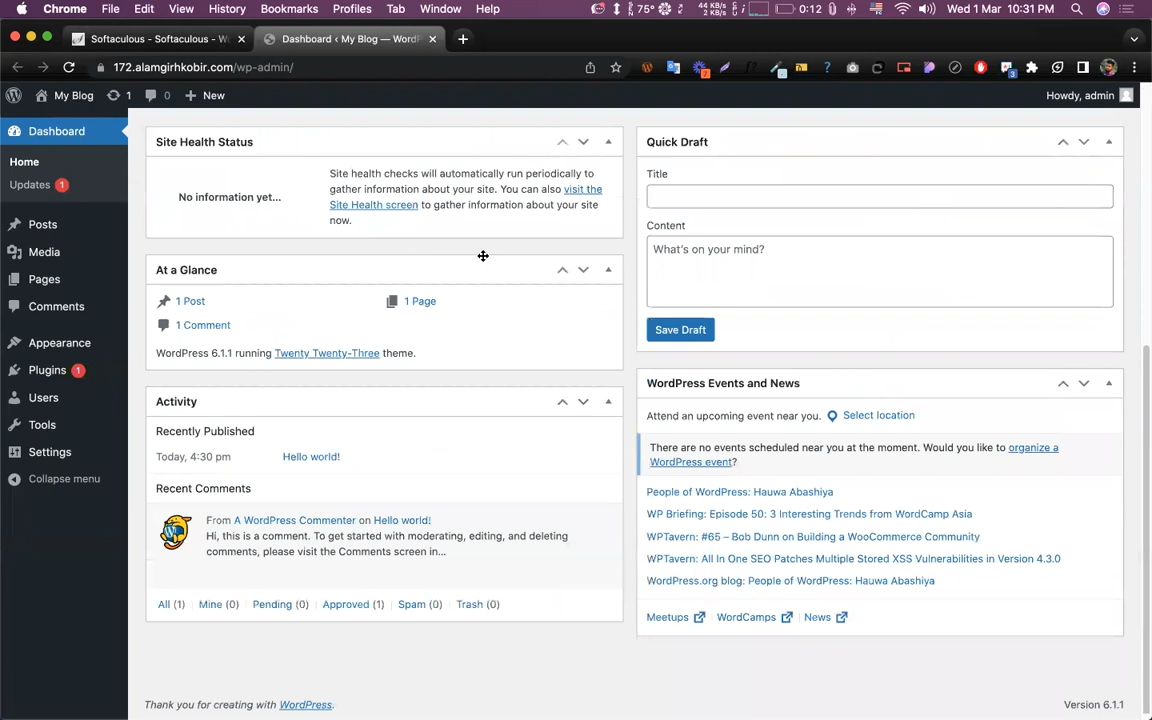 Chrome File Edit View History Bookmarks Profiles Tab Window Help 75° 44 KB/s 2 KB/s 0:12 Wed 1 Mar 10:31 PM
Softaculous - Softaculous - W Dashboard ‹ My Blog — Word
172.alamgirhkobir.com/wp-admin/
My Blog 1 0 New Howdy, admin
Dashboard
Home
Updates 1
Posts
Media
Pages
Comments
Appearance
Plugins 1
Users
Tools
Settings
Collapse menu
Site Health Status
No information yet...
Site health checks will automatically run periodically to
gather information about your site. You can also visit the
Site Health screen to gather information about your site
now.
At a Glance
1 Post 1 Page
1 Comment
WordPress 6.1.1 running Twenty Twenty-Three theme.
Activity
Recently Published
Today, 4:30 pm Hello world!
Recent Comments
From A WordPress Commenter on Hello world!
Hi, this is a comment. To get started with moderating, editing, and deleting
comments, please visit the Comments screen in...
All (1) Mine (0) Pending (0) Approved (1) Spam (0) Trash (0)
Quick Draft
Title
Content
What's on your mind?
Save Draft
WordPress Events and News
Attend an upcoming event near you. Select location
There are no events scheduled near you at the moment. Would you like to organize a
WordPress event?
People of WordPress: Hauwa Abashiya
WP Briefing: Episode 50: 3 Interesting Trends from WordCamp Asia
WPTavern: #65 – Bob Dunn on Building a WooCommerce Community
WPTavern: All In One SEO Patches Multiple Stored XSS Vulnerabilities in Version 4.3.0
WordPress.org blog: People of WordPress: Hauwa Abashiya
Meetups WordCamps News
Thank you for creating with WordPress. Version 6.1.1